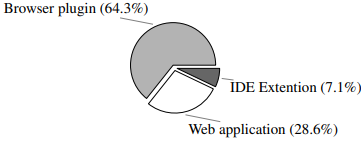 Browser plugin (64.3%)
IDE Extention (7.1%)
Web application (28.6%)